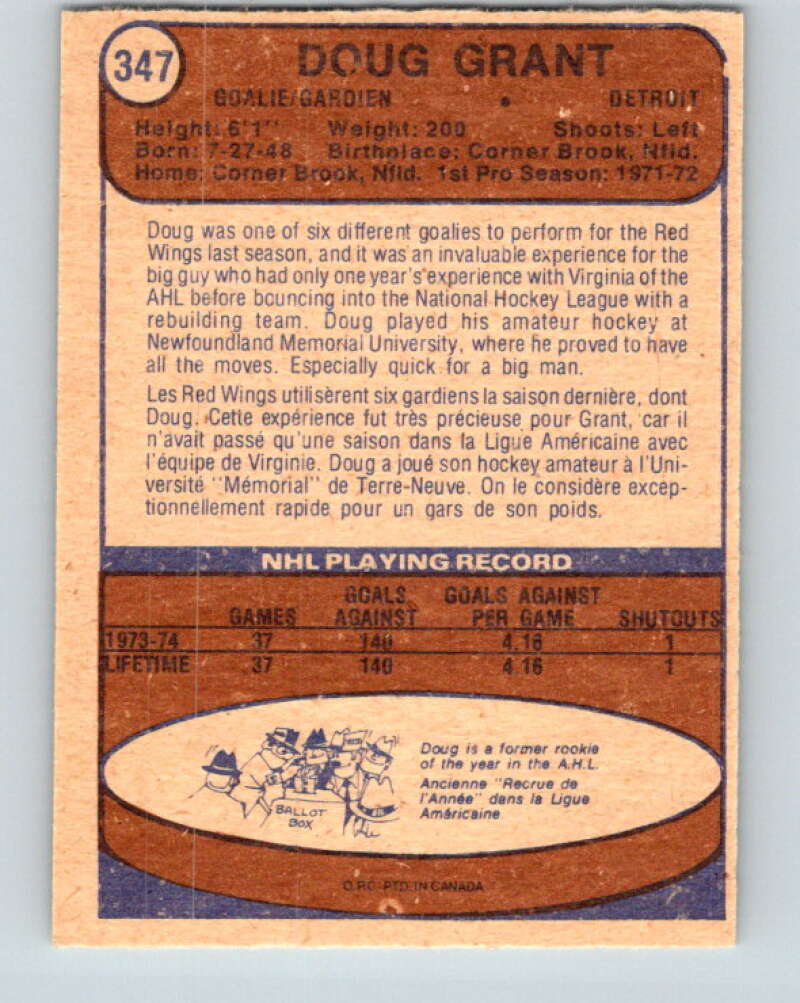 347
DOUG GRANT
GOALIE/GARDIEN • DETROIT
Height: 6'1" Weight: 200 Shoots: Left
Born: 7-27-48 Birthplace: Corner Brook, Nfld.
Home: Corner Brook, Nfld. 1st Pro Season: 1971-72
Doug was one of six different goalies to perform for the Red
Wings last season, and it was an invaluable experience for the
big guy who had only one year's experience with Virginia of the
AHL before bouncing into the National Hockey League with a
rebuilding team. Doug played his amateur hockey at
Newfoundland Memorial University, where he proved to have
all the moves. Especially quick for a big man.
Les Red Wings utilisèrent six gardiens la saison dernière, dont
Doug. Cette expérience fut très précieuse pour Grant, car il
n'avait passé qu'une saison dans la Ligue Américaine avec
l'équipe de Virginie. Doug a joué son hockey amateur à l'Uni-
versité "Mémorial" de Terre-Neuve. On le considère excep-
tionnellement rapide pour un gars de son poids.
NHL PLAYING RECORD
GAMES GOALS AGAINST GOALS AGAINST PER GAME SHUTOUTS
1973-74 37 140 4.16 1
LIFETIME 37 140 4.16 1
BALLOT
BOX
Doug is a former rookie
of the year in the A.H.L.
Ancienne "Recrue de
l'Année" dans la Ligue
Américaine
O.P.C. PTD. IN CANADA